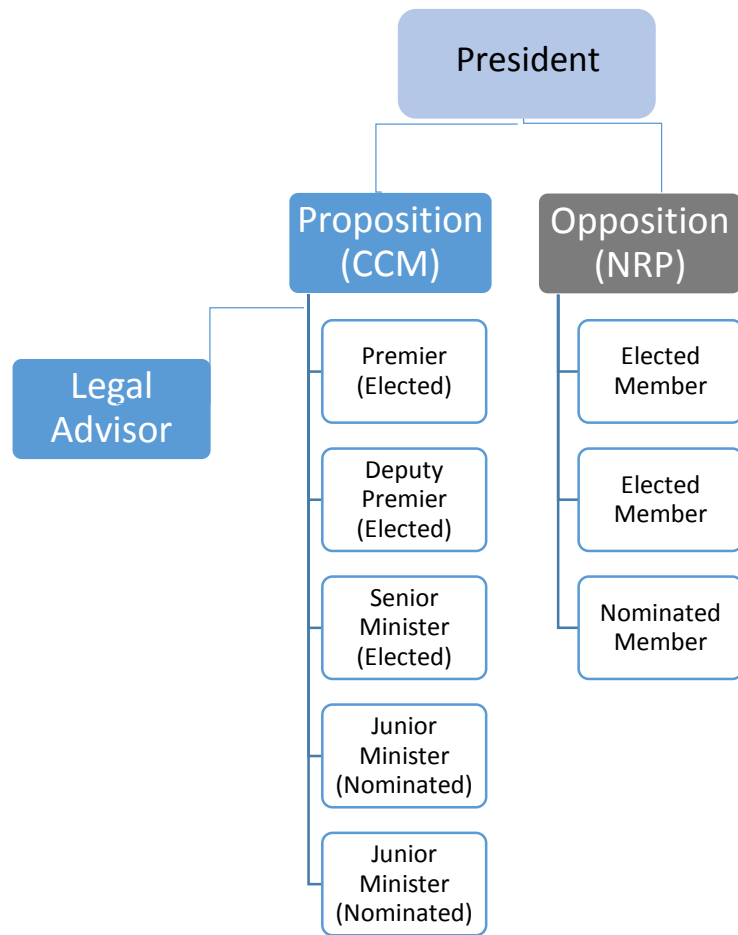 President
Proposition
(CCM)
Opposition
(NRP)
Legal
Advisor
Premier
(Elected)
Deputy
Premier
(Elected)
Senior
Minister
(Elected)
Junior
Minister
(Nominated)
Junior
Minister
(Nominated)
Elected
Member
Elected
Member
Nominated
Member